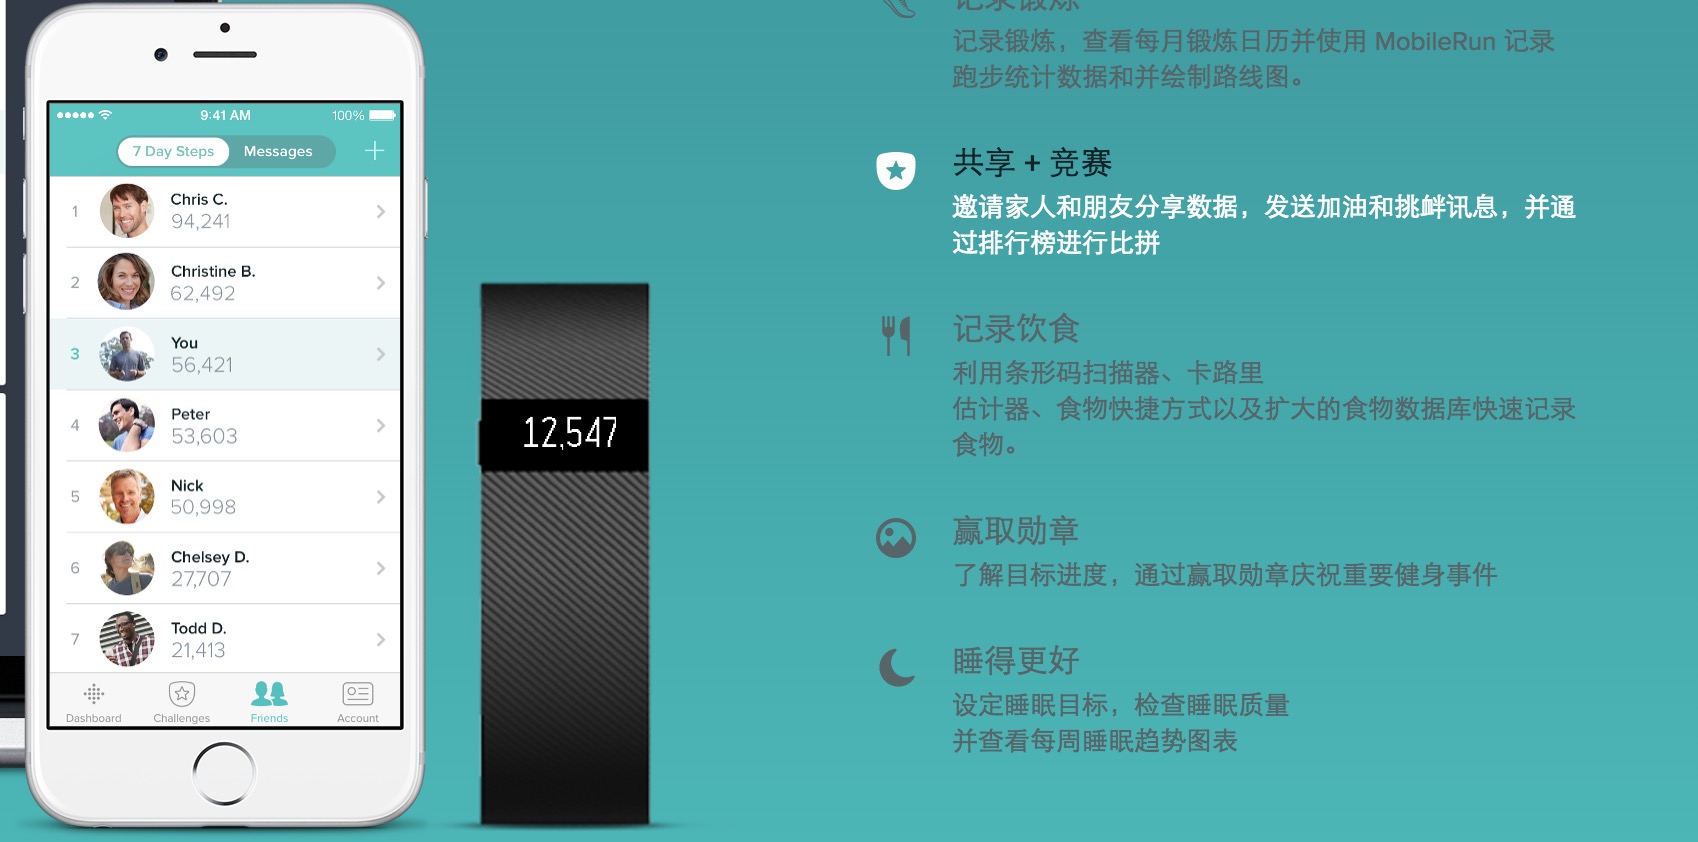 9:41 AM
100%
7 Day Steps
Messages
1
Chris C.
94,241
2
Christine B.
62,492
3
You
56,421
4
Peter
53,603
5
Nick
50,998
6
Chelsey D.
27,707
7
Todd D.
21,413
Dashboard
Challenges
Friends
Account
12,547
记录锻炼
记录锻炼，查看每月锻炼日历并使用 MobileRun 记录
跑步统计数据和并绘制路线图。
共享 + 竞赛
邀请家人和朋友分享数据，发送加油和挑衅讯息，并通
过排行榜进行比拼
记录饮食
利用条形码扫描器、卡路里
估计器、食物快捷方式以及扩大的食物数据库快速记录
食物。
赢取勋章
了解目标进度，通过赢取勋章庆祝重要健身事件
睡得更好
设定睡眠目标，检查睡眠质量
并查看每周睡眠趋势图表